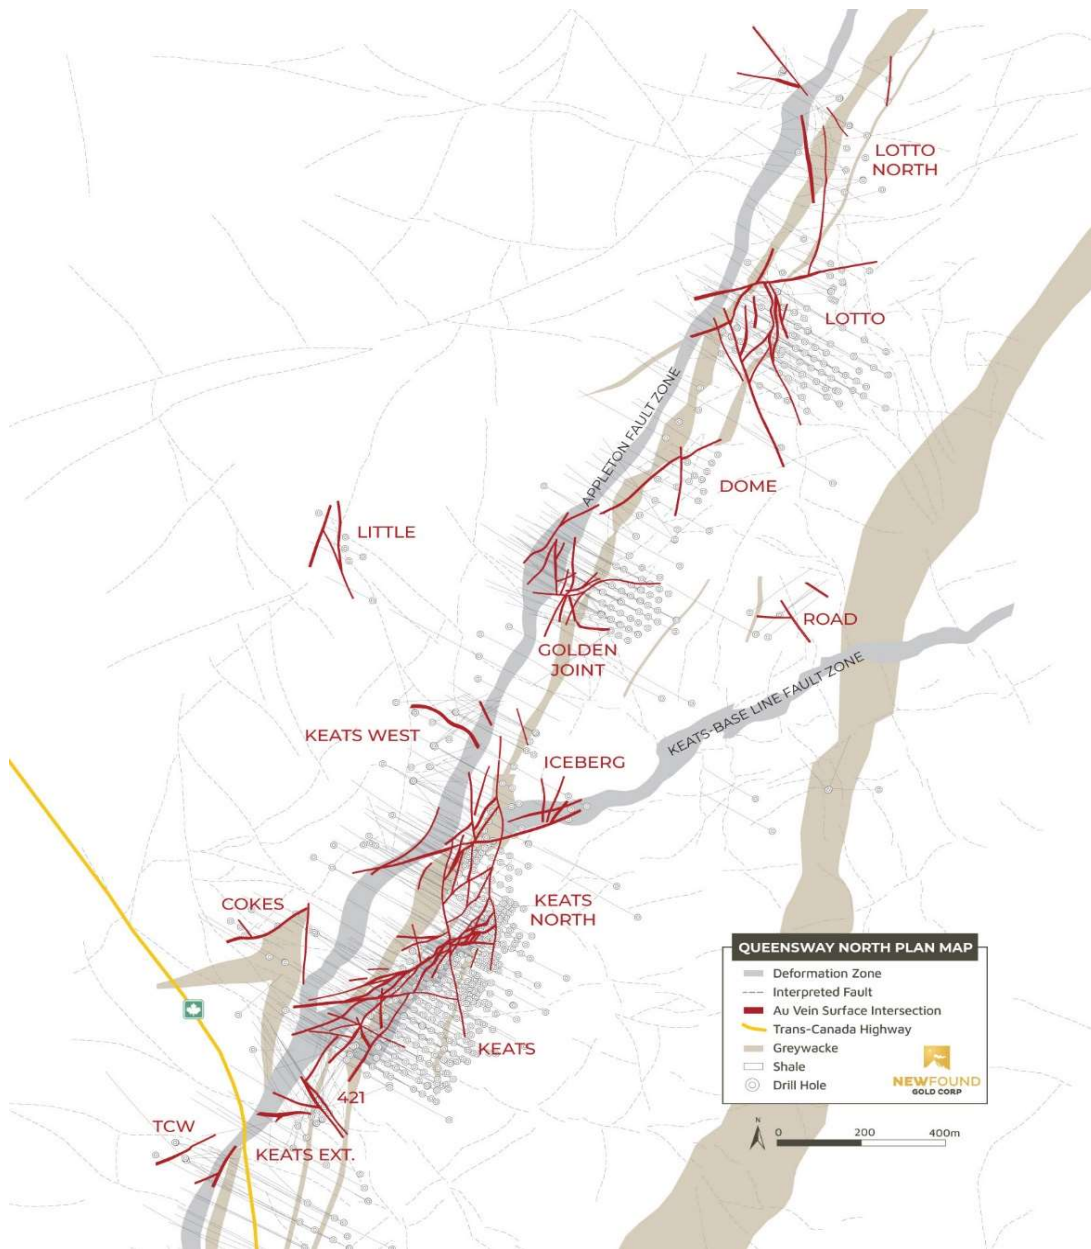 LOTTO
NORTH
LOTTO
APPLETON FAULT ZONE
DOME
LITTLE
ROAD
GOLDEN
JOINT
KEATS-BASE LINE FAULT ZONE
KEATS WEST
ICEBERG
COKES
KEATS
NORTH
KEATS
421
TCW
KEATS EXT.
QUEENSWAY NORTH PLAN MAP
Deformation Zone
Interpreted Fault
Au Vein Surface Intersection
Trans-Canada Highway
Greywacke
Shale
Drill Hole
NEWFOUND
GOLD CORP
N
0 200 400m